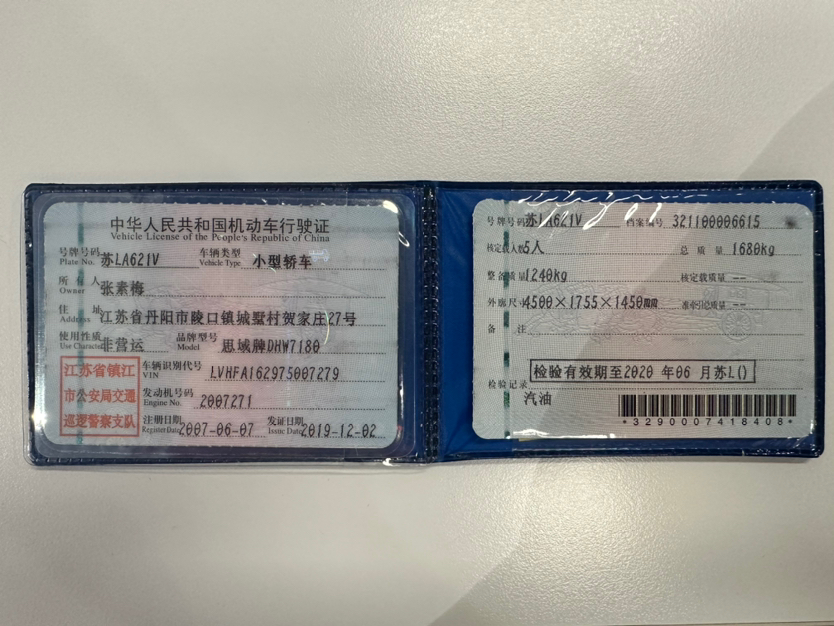 中华人民共和国机动车行驶证
Vehicle License of the People's Republic of China
号牌号码 Plate No. 苏LA621V 车辆类型 Vehicle Type 小型轿车
所有人 Owner 张素梅
住址 Address 江苏省丹阳市陵口镇城墅村贺家庄27号
使用性质 Use Character 非营运 品牌型号 Model 思域牌DHW7180
车辆识别代号 VIN LVHFA162975007279
发动机号码 Engine No. 2007271
注册日期 Register Date 2007-06-07 发证日期 Issue Date 2019-12-02
江苏省镇江
市公安局交通
巡逻警察支队
号牌号码 苏LA621V 档案编号 321100006615
核定载人数 5人 总质量 1680kg
整备质量 1240kg 核定载质量 --
外廓尺寸 4500×1755×1450mm 准牵引总质量 --
备注
检验记录 检验有效期至2020 年06 月苏L()
汽油
*3290007418408*